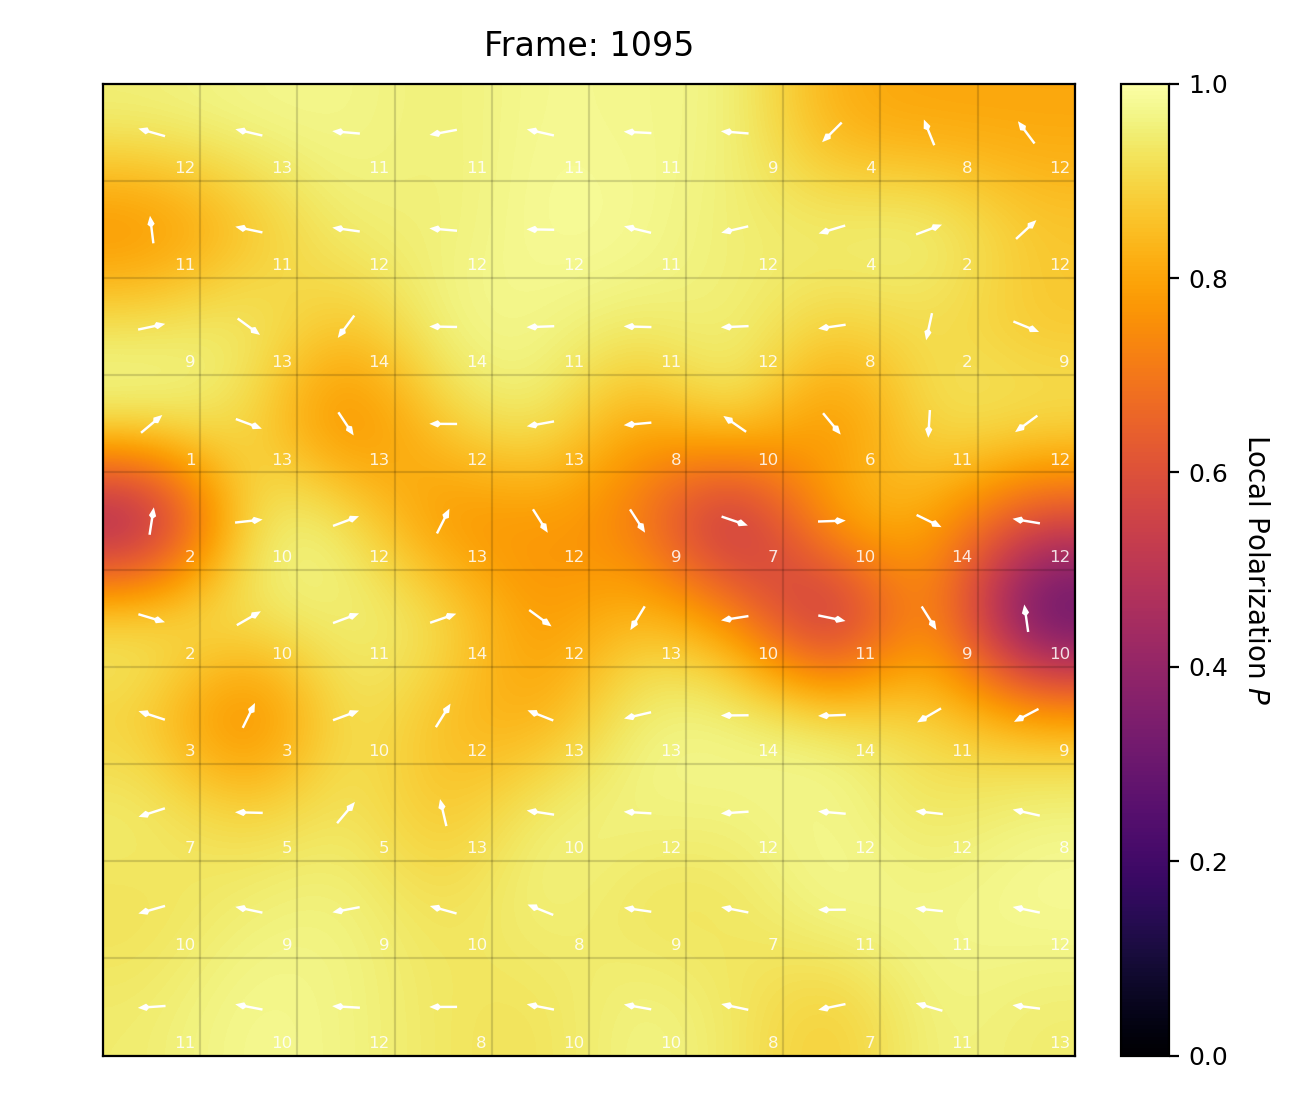 Frame: 1095
12 13 11 11 11 11 9 4 8 12
11 11 12 12 12 11 12 4 2 12
9 13 14 14 11 11 12 8 2 9
1 13 13 12 13 8 10 6 11 12
2 10 12 13 12 9 7 10 14 12
2 10 11 14 12 13 10 11 9 10
3 3 10 12 13 13 14 14 11 9
7 5 5 13 10 12 12 12 12 8
10 9 9 10 8 9 7 11 11 12
11 10 12 8 10 10 8 7 11 13
1.0
0.8
0.6
0.4
0.2
0.0
Local Polarization P